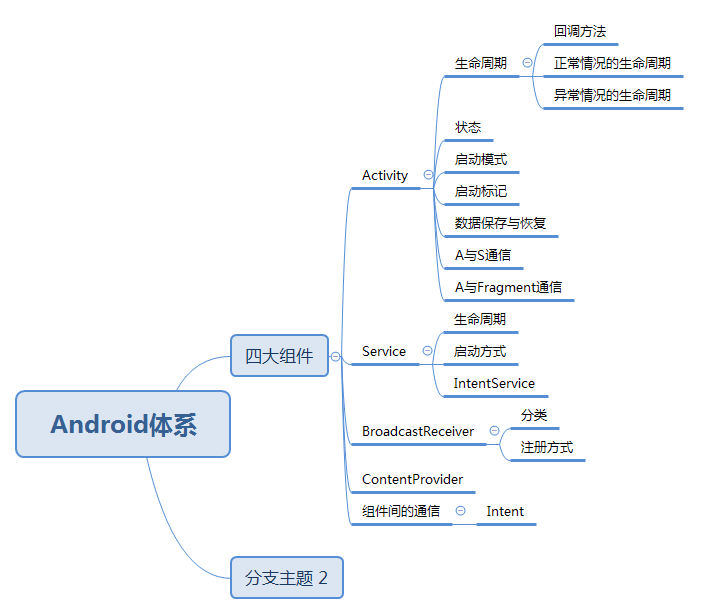 Android体系
四大组件
Activity
生命周期
回调方法
正常情况的生命周期
异常情况的生命周期
状态
启动模式
启动标记
数据保存与恢复
A与S通信
A与Fragment通信
Service
生命周期
启动方式
IntentService
BroadcastReceiver
分类
注册方式
ContentProvider
组件间的通信
Intent
分支主题 2